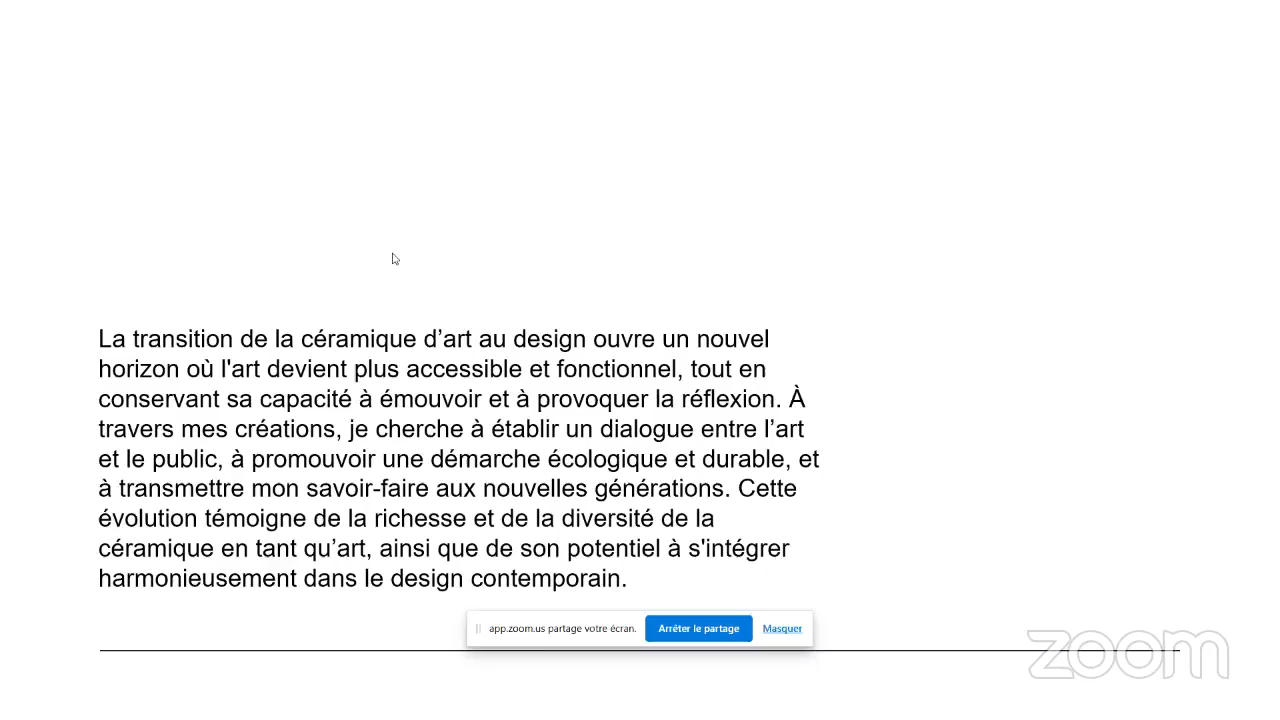 La transition de la céramique d’art au design ouvre un nouvel
horizon où l'art devient plus accessible et fonctionnel, tout en
conservant sa capacité à émouvoir et à provoquer la réflexion. À
travers mes créations, je cherche à établir un dialogue entre l’art
et le public, à promouvoir une démarche écologique et durable, et
à transmettre mon savoir-faire aux nouvelles générations. Cette
évolution témoigne de la richesse et de la diversité de la
céramique en tant qu’art, ainsi que de son potentiel à s'intégrer
harmonieusement dans le design contemporain.
app.zoom.us partage votre écran. Arrêter le partage Masquer
zoom